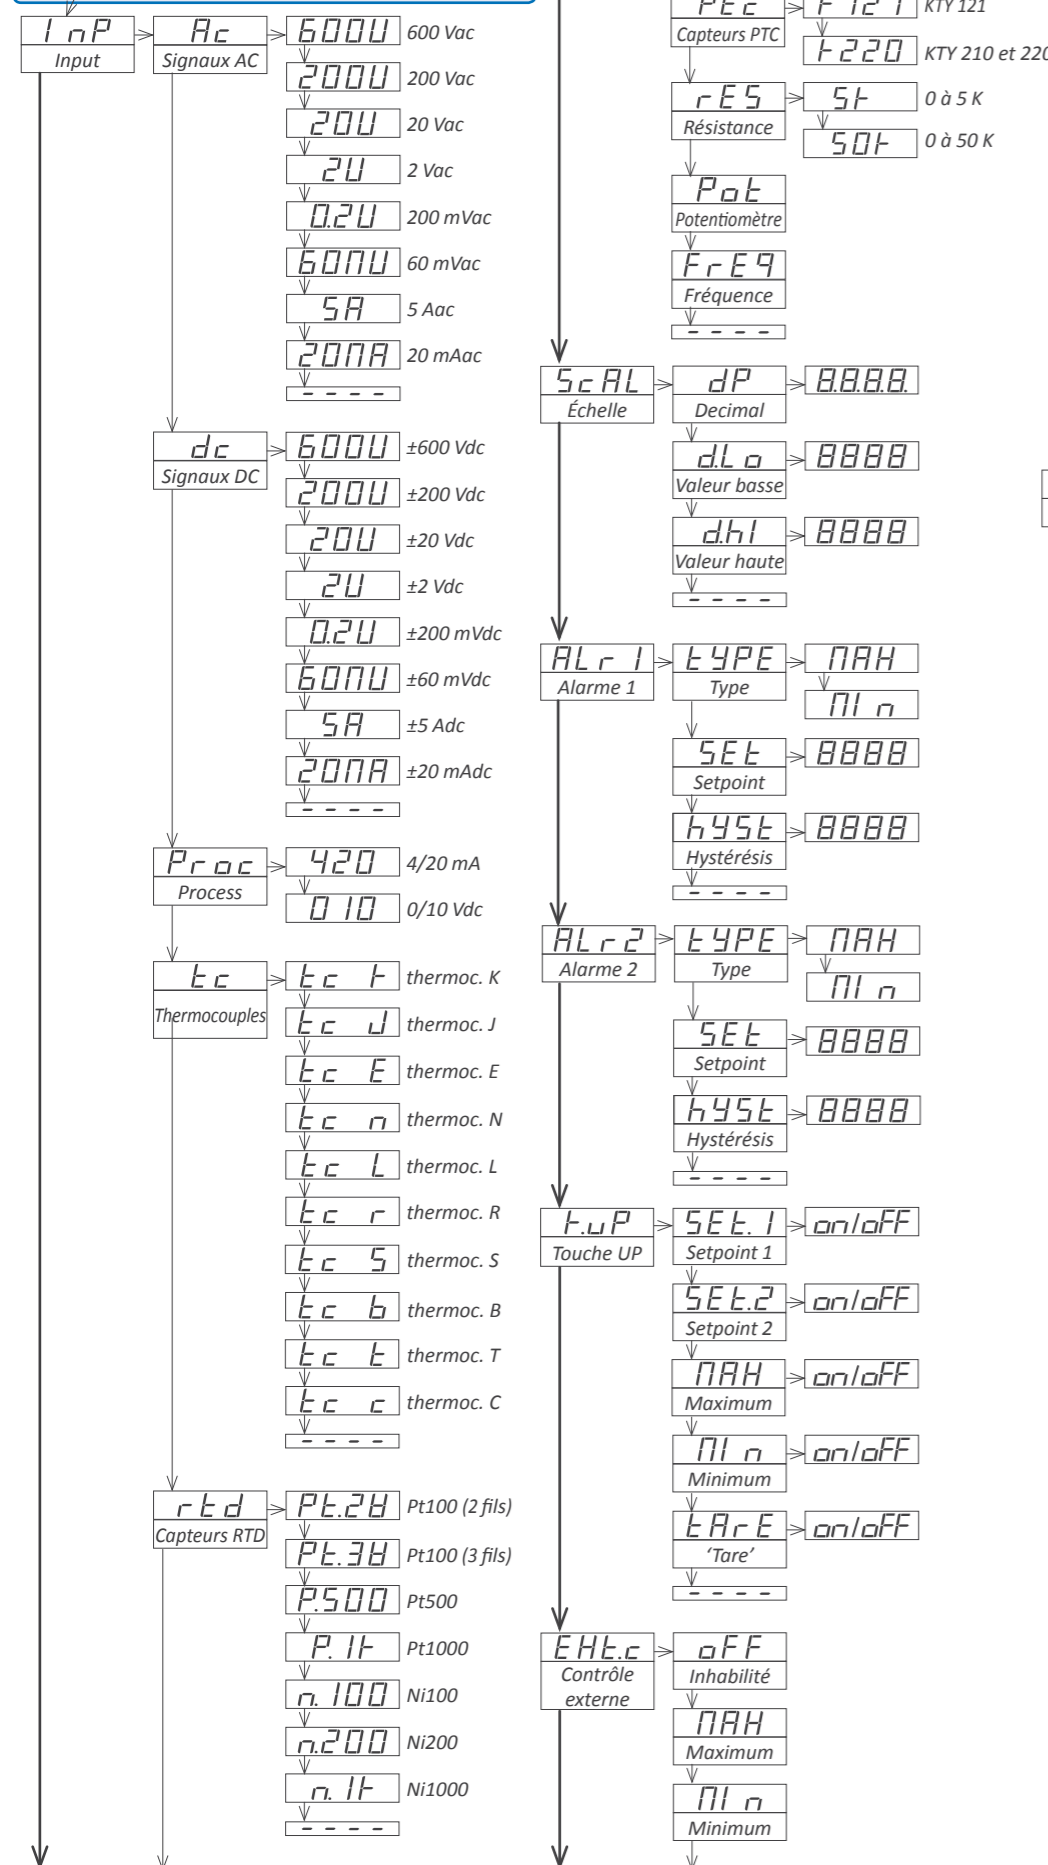 InP
Input
Ac
Signaux AC
600U 600 Vac
200U 200 Vac
20U 20 Vac
2U 2 Vac
0.2U 200 mVac
60MU 60 mVac
5A 5 Aac
20MA 20 mAac
----
dc
Signaux DC
600U ±600 Vdc
200U ±200 Vdc
20U ±20 Vdc
2U ±2 Vdc
0.2U ±200 mVdc
60MU ±60 mVdc
5A ±5 Adc
20MA ±20 mAdc
----
Proc
Process
420 4/20 mA
010 0/10 Vdc
tc
Thermocouples
tc k thermoc. K
tc J thermoc. J
tc E thermoc. E
tc n thermoc. N
tc L thermoc. L
tc r thermoc. R
tc S thermoc. S
tc b thermoc. B
tc t thermoc. T
tc c thermoc. C
----
rtd
Capteurs RTD
Pt.2W Pt100 (2 fils)
Pt.3W Pt100 (3 fils)
P.500 Pt500
P.1k Pt1000
n.100 Ni100
n.200 Ni200
n.1k Ni1000
----
Ptc
Capteurs PTC
k121 KTY 121
k220 KTY 210 et 220
rES
Résistance
5k 0 à 5 K
50k 0 à 50 K
Pot
Potentiomètre
FrEq
Fréquence
----
ScAL
Échelle
dP
Decimal
8.8.8.8.
d.Lo
Valeur basse
8888
d.hI
Valeur haute
8888
----
ALr1
Alarme 1
tYPE
Type
MAX
MIn
SEt
Setpoint
8888
hYSt
Hystérésis
8888
----
ALr2
Alarme 2
tYPE
Type
MAX
MIn
SEt
Setpoint
8888
hYSt
Hystérésis
8888
----
k.uP
Touche UP
SEt.1
Setpoint 1
on/oFF
SEt.2
Setpoint 2
on/oFF
MAX
Maximum
on/oFF
MIn
Minimum
on/oFF
tArE
‘Tare’
on/oFF
----
EXt.c
Contrôle
externe
oFF
Inhabilité
MAX
Maximum
MIn
Minimum